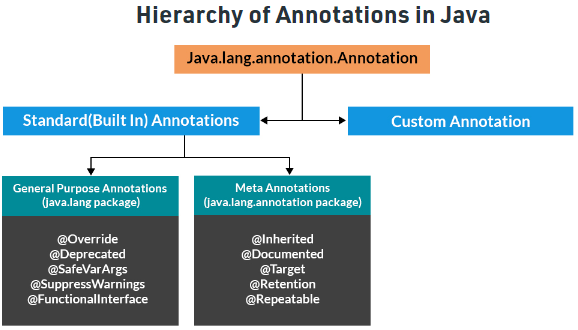 Hierarchy of Annotations in Java
Java.lang.annotation.Annotation
Standard(Built In) Annotations
Custom Annotation
General Purpose Annotations
(java.lang package)
@Override
@Deprecated
@SafeVarArgs
@SuppressWarnings
@FunctionalInterface
Meta Annotations
(java.lang.annotation package)
@Inherited
@Documented
@Target
@Retention
@Repeatable